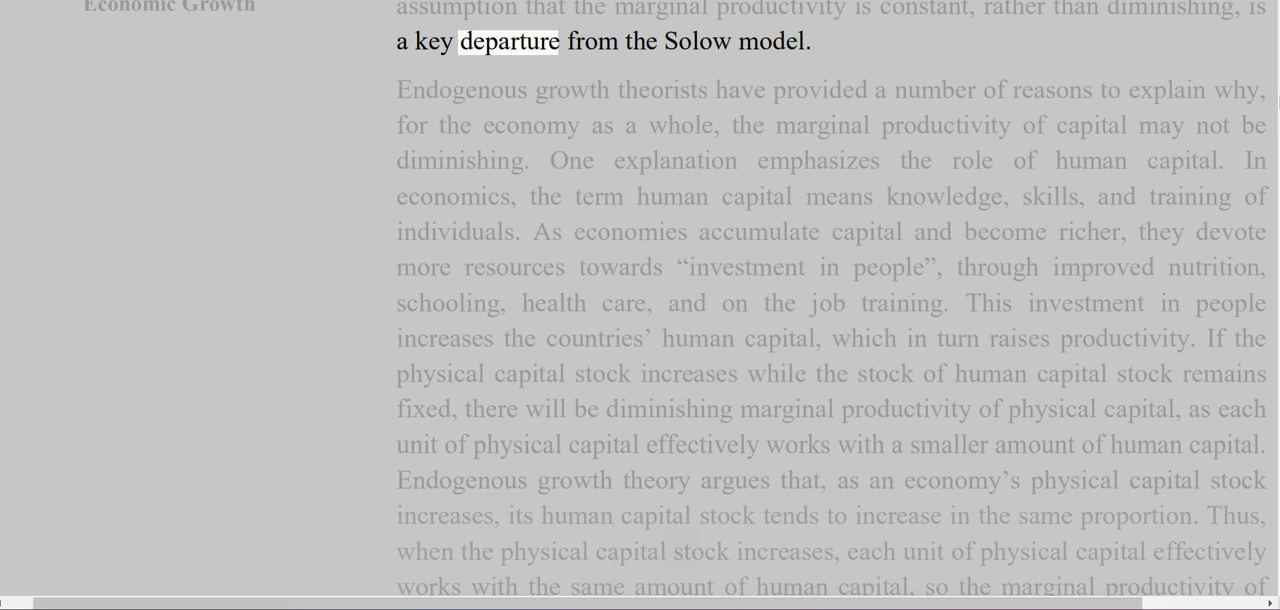 Economic Growth
assumption that the marginal productivity is constant, rather than diminishing, is
a key departure from the Solow model.
Endogenous growth theorists have provided a number of reasons to explain why,
for the economy as a whole, the marginal productivity of capital may not be
diminishing. One explanation emphasizes the role of human capital. In
economics, the term human capital means knowledge, skills, and training of
individuals. As economies accumulate capital and become richer, they devote
more resources towards “investment in people”, through improved nutrition,
schooling, health care, and on the job training. This investment in people
increases the countries’ human capital, which in turn raises productivity. If the
physical capital stock increases while the stock of human capital stock remains
fixed, there will be diminishing marginal productivity of physical capital, as each
unit of physical capital effectively works with a smaller amount of human capital.
Endogenous growth theory argues that, as an economy’s physical capital stock
increases, its human capital stock tends to increase in the same proportion. Thus,
when the physical capital stock increases, each unit of physical capital effectively
works with the same amount of human capital, so the marginal productivity of